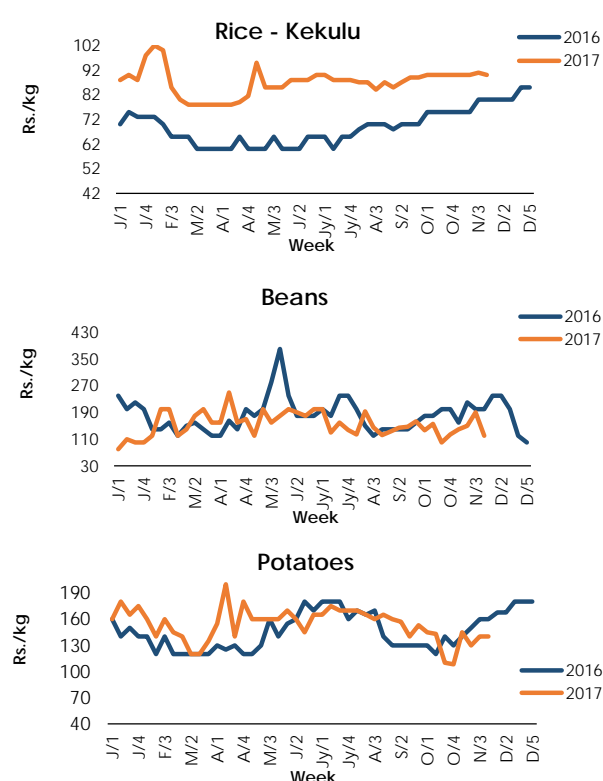 Rice - Kekulu
2016
2017
102
92
82
72
62
52
42
Rs./kg
J/1 J/4 F/3 M/2 A/1 A/4 M/3 J/2 Jy/1 Jy/4 A/3 S/2 O/1 O/4 N/3 D/2 D/5
Week
Beans
2016
2017
430
350
270
190
110
30
Rs./kg
J/1 J/4 F/3 M/2 A/1 A/4 M/3 J/2 Jy/1 Jy/4 A/3 S/2 O/1 O/4 N/3 D/2 D/5
Week
Potatoes
190
160
130
100
70
40
Rs./kg
2016
2017
J/1 J/4 F/3 M/2 A/1 A/4 M/3 J/2 Jy/1 Jy/4 A/3 S/2 O/1 O/4 N/3 D/2 D/5
Week